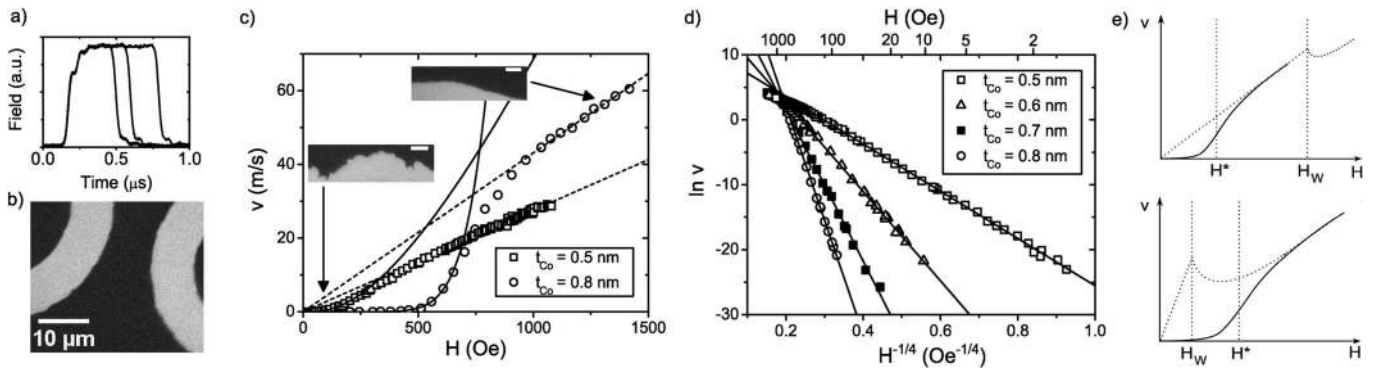 a)
Field (a.u.)
0.0 0.5 1.0
Time (μs)
b)
10 μm
c)
v (m/s)
60
40
20
0
0 500 1000 1500
H (Oe)
t_Co = 0.5 nm
t_Co = 0.8 nm
d)
H (Oe)
1000 100 20 10 5 2
ln v
10
0
-10
-20
-30
0.2 0.4 0.6 0.8 1.0
H^-1/4 (Oe^-1/4)
t_Co = 0.5 nm
t_Co = 0.6 nm
t_Co = 0.7 nm
t_Co = 0.8 nm
e)
v
H* H_W H
v
H_W H* H